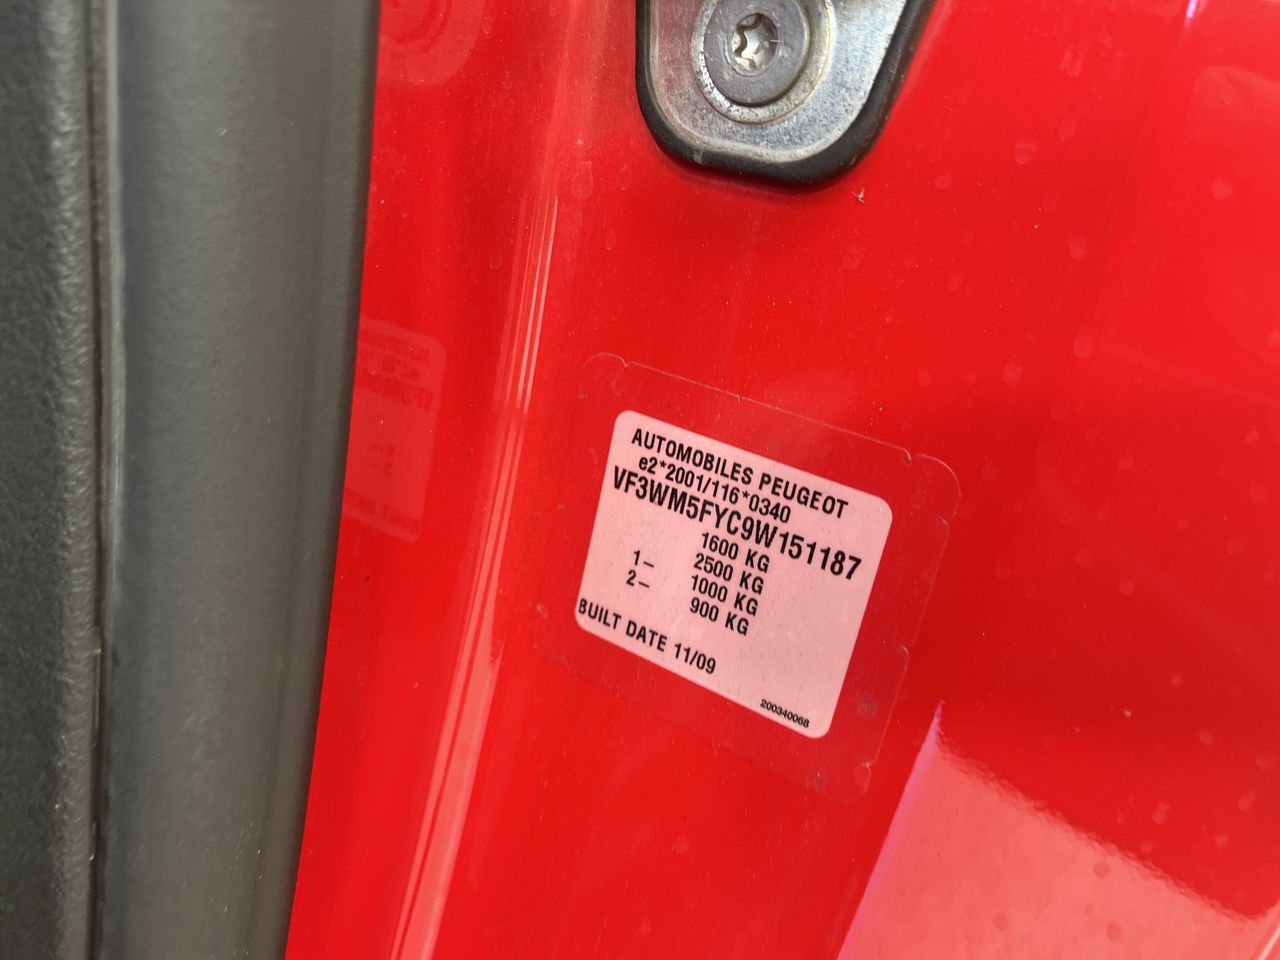 AUTOMOBILES PEUGEOT
e2*2001/116*0340
VF3WM5FYC9W151187
1600 KG
2500 KG
1– 1000 KG
2– 900 KG
BUILT DATE 11/09
200340068